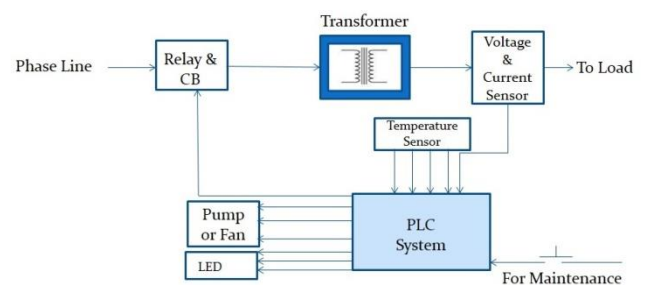 Transformer
Phase Line
Relay &
CB
Voltage
&
Current
Sensor
To Load
Temperature
Sensor
Pump
or Fan
PLC
System
LED
For Maintenance